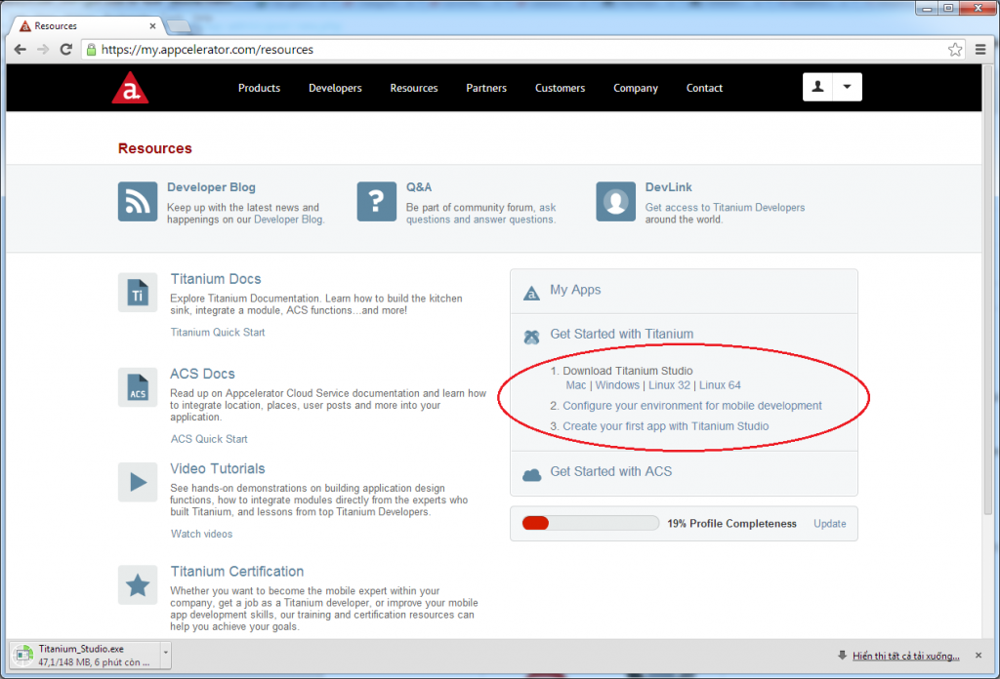 Resources
https://my.appcelerator.com/resources
a
Products
Developers
Resources
Partners
Customers
Company
Contact
Resources
Developer Blog
Keep up with the latest news and
happenings on our Developer Blog.
?
Q&A
Be part of community forum, ask
questions and answer questions.
DevLink
Get access to Titanium Developers
around the world.
Ti
Titanium Docs
Explore Titanium Documentation. Learn how to build the kitchen
sink, integrate a module, ACS functions...and more!
Titanium Quick Start
ACS
ACS Docs
Read up on Appcelerator Cloud Service documentation and learn how
to integrate location, places, user posts and more into your
application.
ACS Quick Start
Video Tutorials
See hands-on demonstrations on building application design
functions, how to integrate modules directly from the experts who
built Titanium, and lessons from top Titanium Developers.
Watch videos
Titanium Certification
Whether you want to become the mobile expert within your
company, get a job as a Titanium developer, or improve your mobile
app development skills, our training and certification resources can
help you achieve your goals.
a
My Apps
Get Started with Titanium
1. Download Titanium Studio
Mac | Windows | Linux 32 | Linux 64
2. Configure your environment for mobile development
3. Create your first app with Titanium Studio
Get Started with ACS
19% Profile Completeness
Update
Titanium_Studio.exe
47,1/148 MB, 6 phút còn ...
Hiển thị tất cả tải xuống...